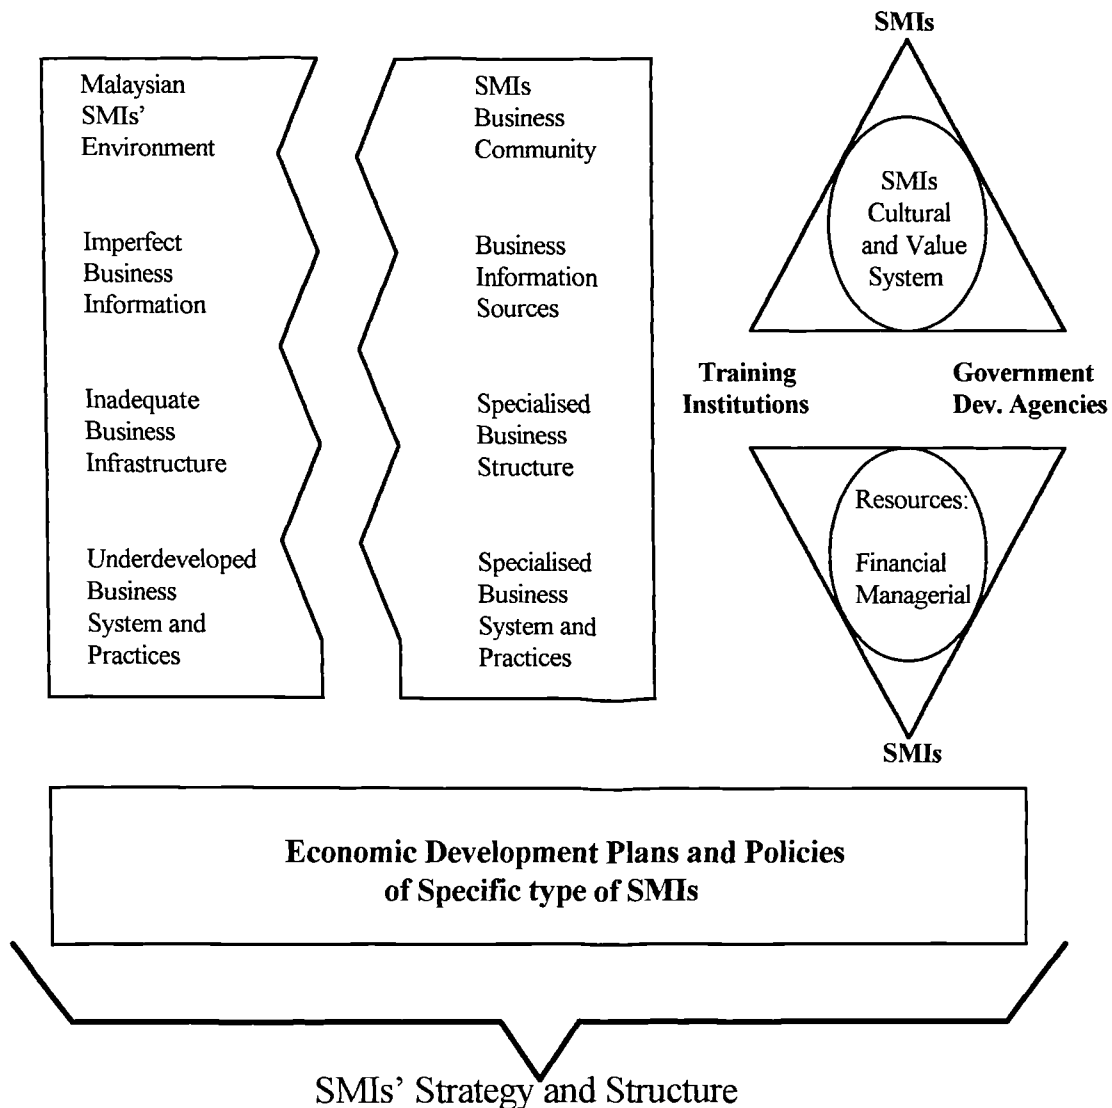 Malaysian
SMIs'
Environment
Imperfect
Business
Information
Inadequate
Business
Infrastructure
Underdeveloped
Business
System and
Practices
SMIs
Business
Community
Business
Information
Sources
Specialised
Business
Structure
Specialised
Business
System and
Practices
SMIs
SMIs
Cultural
and Value
System
Training
Institutions
Government
Dev. Agencies
Resources:
Financial
Managerial
SMIs
Economic Development Plans and Policies
of Specific type of SMIs
SMIs' Strategy and Structure